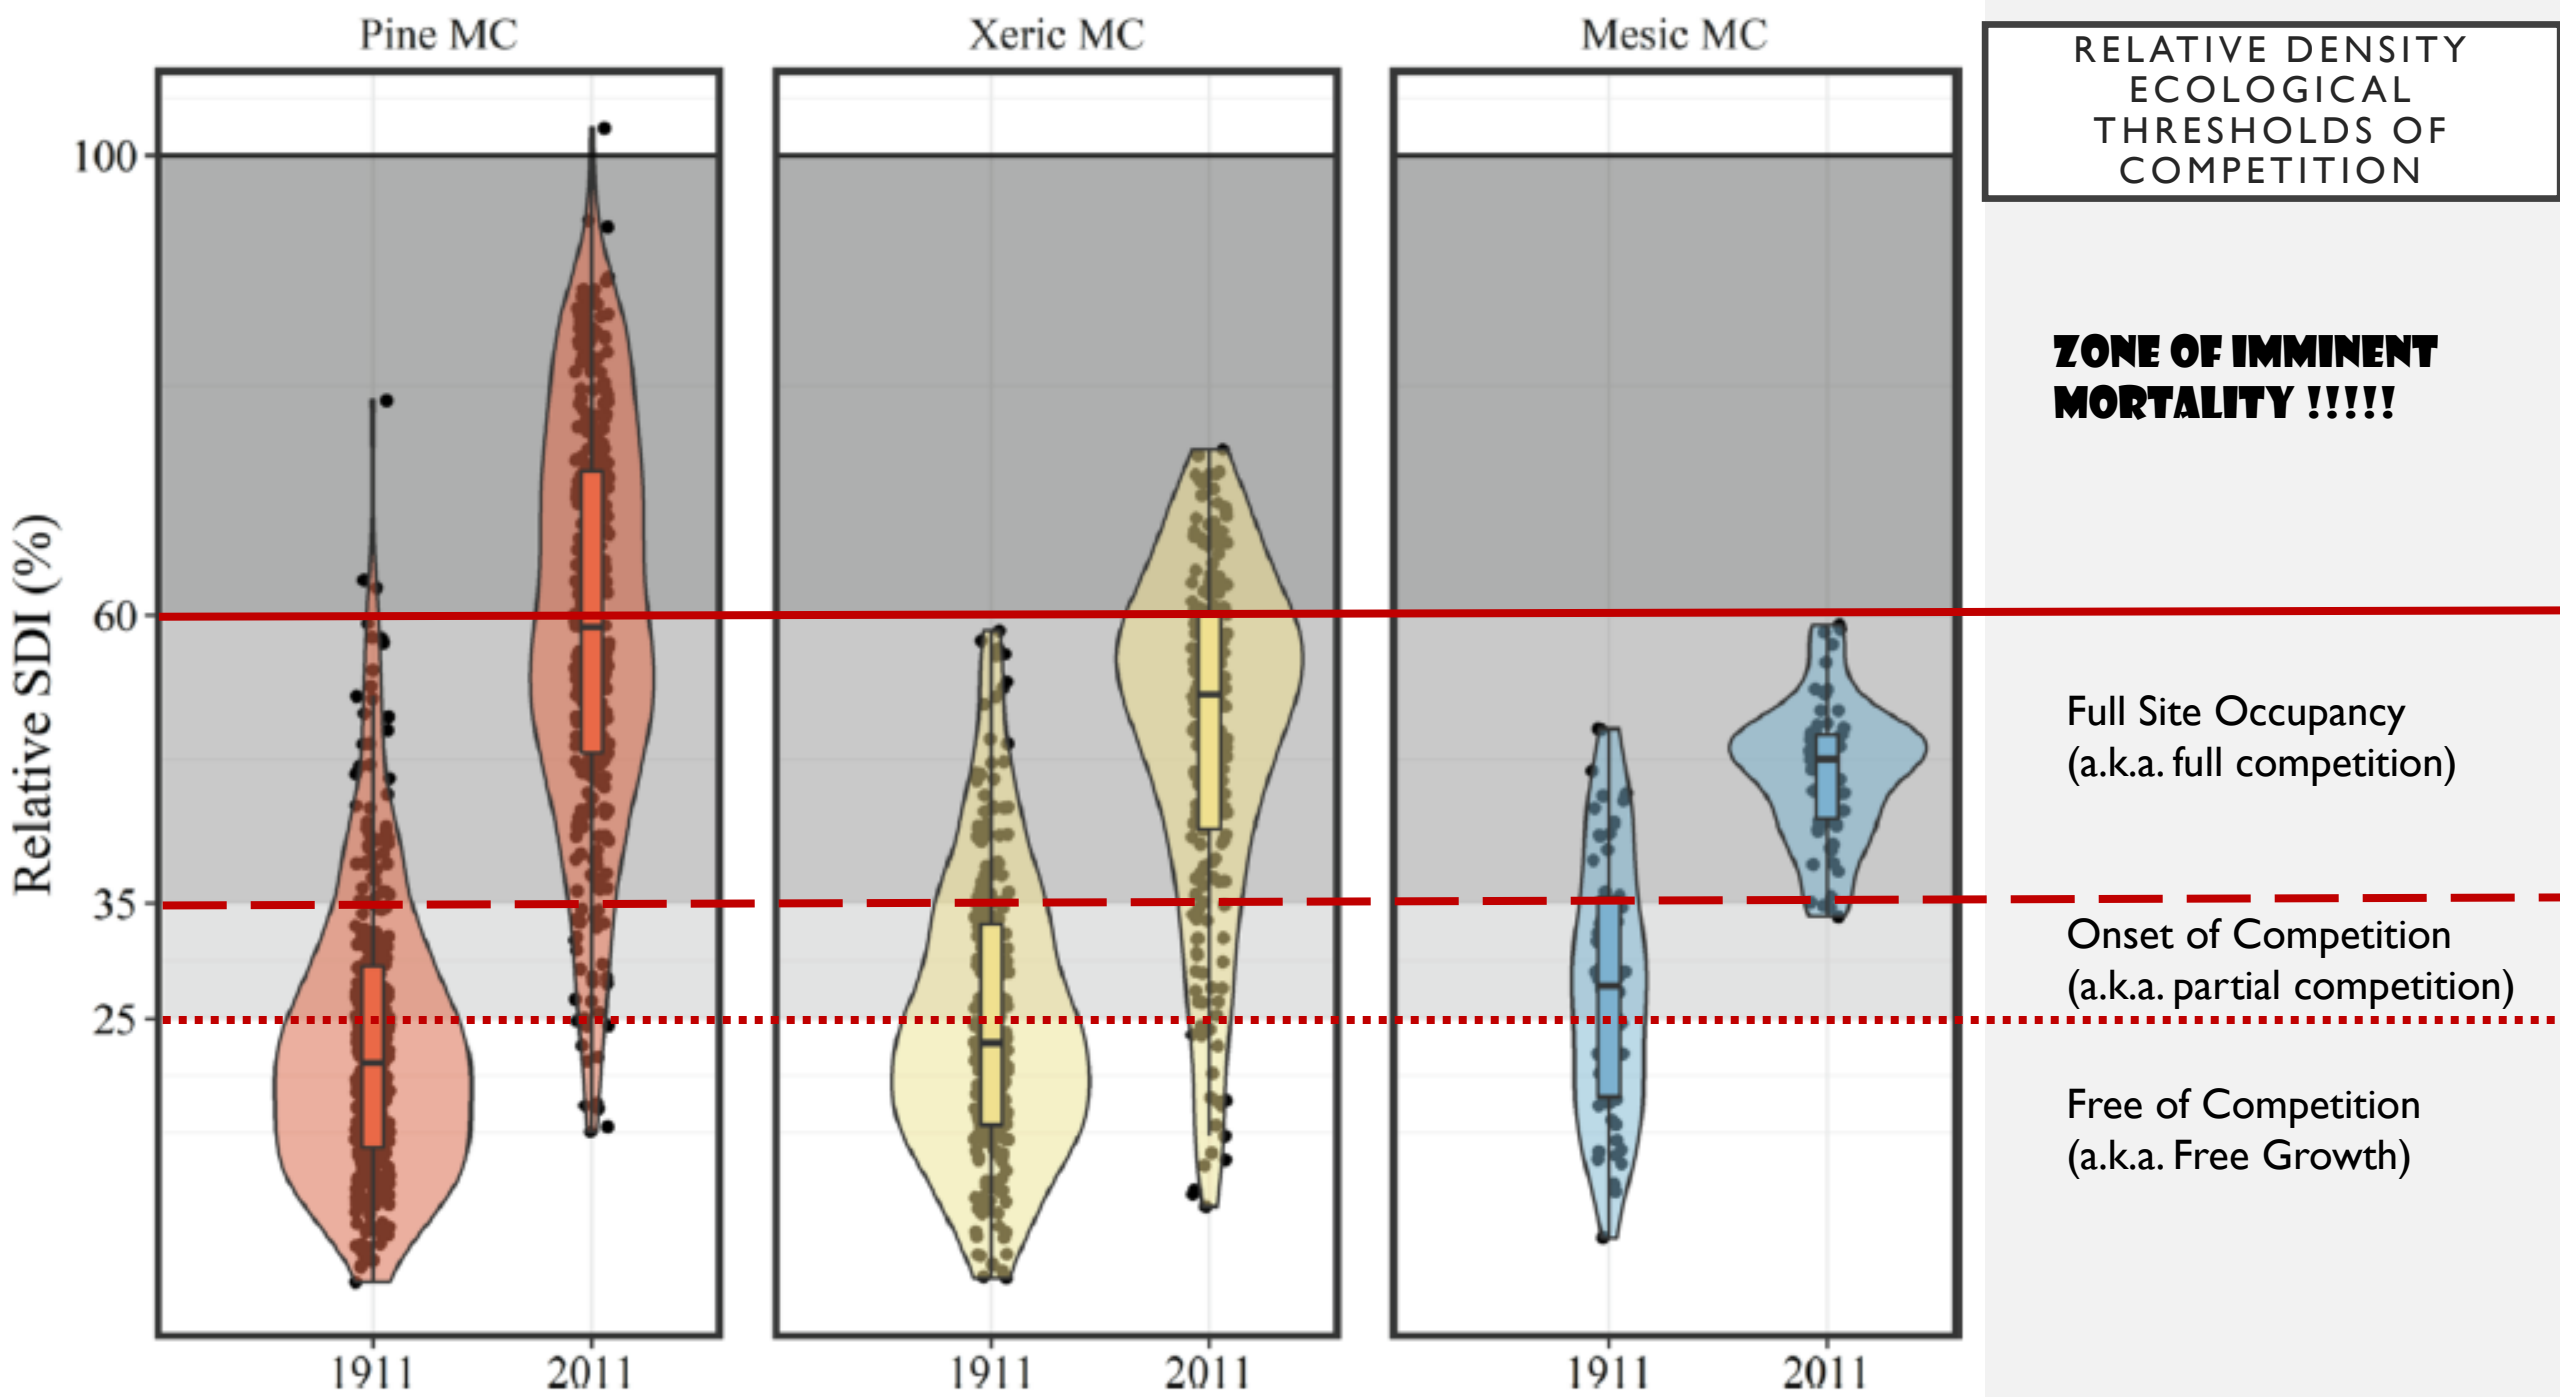 Pine MC
Xeric MC
Mesic MC
RELATIVE DENSITY
ECOLOGICAL
THRESHOLDS OF
COMPETITION
Relative SDI (%)
100
60
35
25
ZONE OF IMMINENT
MORTALITY !!!!!
Full Site Occupancy
(a.k.a. full competition)
Onset of Competition
(a.k.a. partial competition)
Free of Competition
(a.k.a. Free Growth)
1911
2011
1911
2011
1911
2011